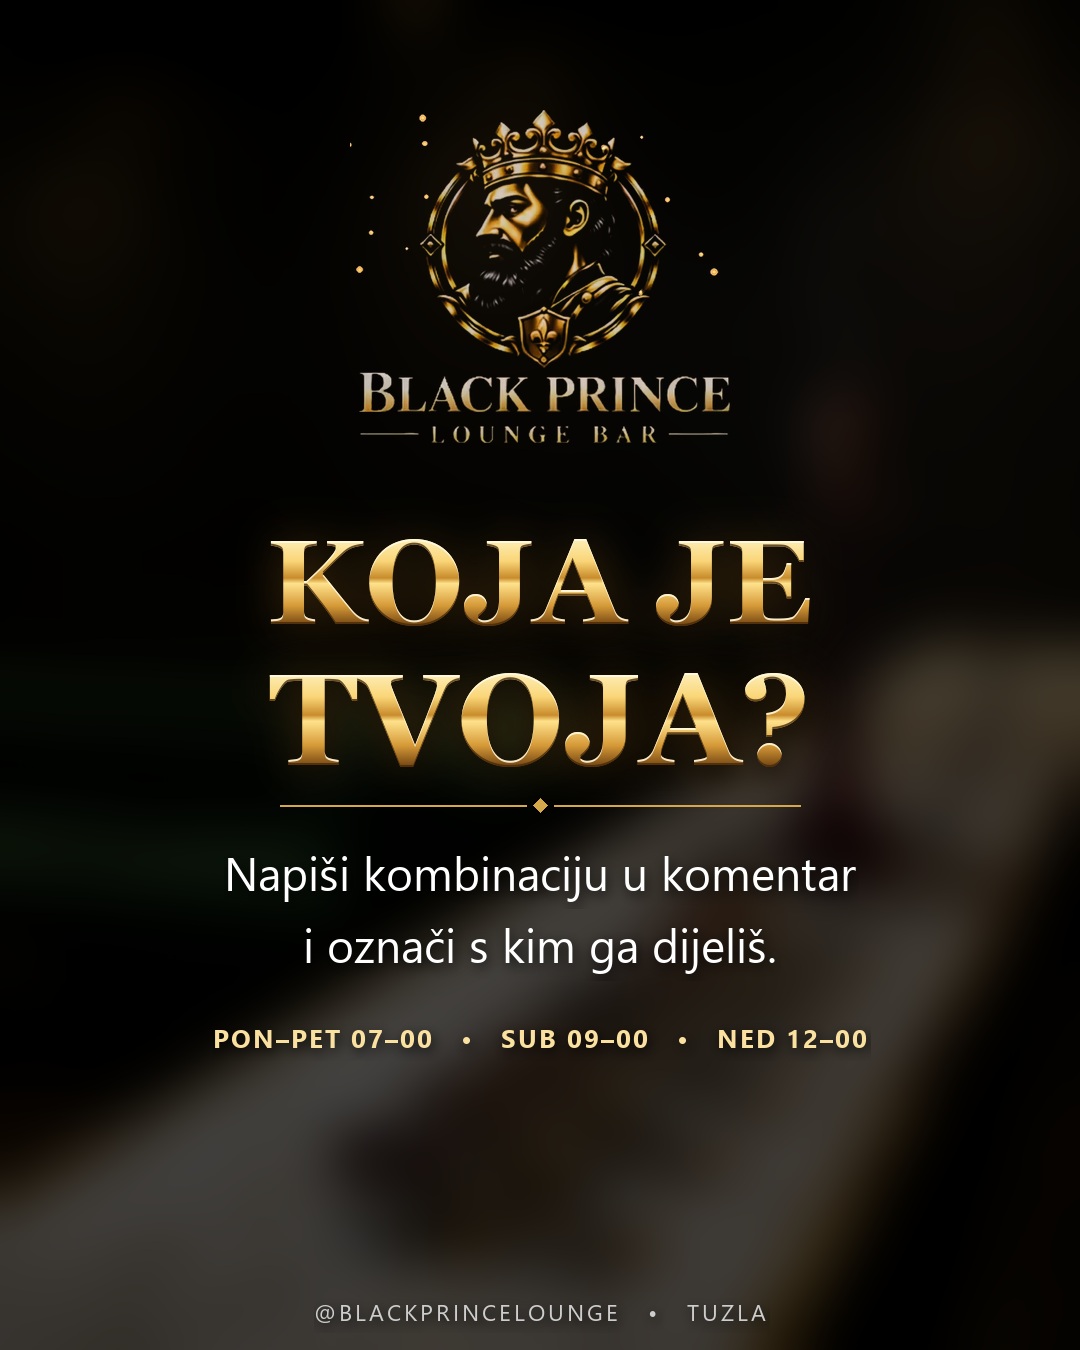 BLACK PRINCE
LOUNGE BAR
KOJA JE
TVOJA?
Napiši kombinaciju u komentar
i označi s kim ga dijeliš.
PON–PET 07–00 • SUB 09–00 • NED 12–00
@BLACKPRINCELOUNGE • TUZLA